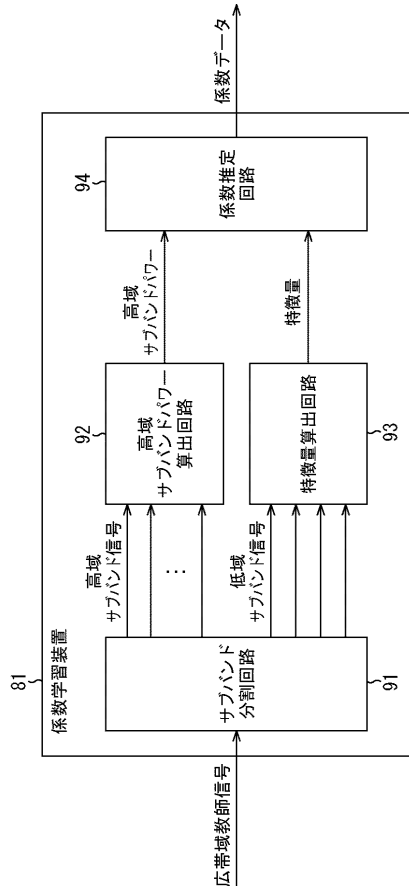 81
係数学習装置
広帯域教師信号
サブバンド
分割回路
91
高域
サブバンド信号
⋮
低域
サブバンド信号
92
高域
サブバンドパワー
算出回路
特徴量算出回路
93
高域
サブバンドパワー
特徴量
94
係数推定
回路
係数データ